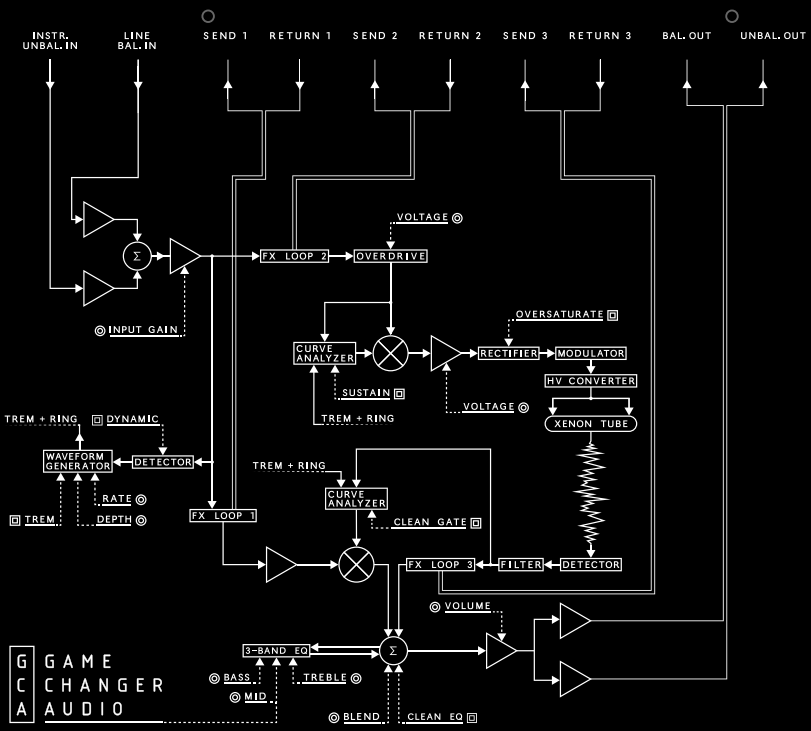 INSTR.
UNBAL.IN
LINE
BAL.IN
SEND 1
RETURN 1
SEND 2
RETURN 2
SEND 3
RETURN 3
BAL.OUT
UNBAL.OUT
VOLTAGE
Σ
FX LOOP 2
OVERDRIVE
INPUT GAIN
OVERSATURATE
CURVE
ANALYZER
RECTIFIER
MODULATOR
HV CONVERTER
SUSTAIN
VOLTAGE
TREM + RING
XENON TUBE
TREM + RING
DYNAMIC
WAVEFORM
GENERATOR
DETECTOR
TREM + RING
RATE
CURVE
ANALYZER
TREM
DEPTH
FX LOOP 1
CLEAN GATE
FX LOOP 3
FILTER
DETECTOR
VOLUME
3-BAND EQ
Σ
BASS
TREBLE
MID
BLEND
CLEAN EQ
G
C
A
GAME
CHANGER
AUDIO